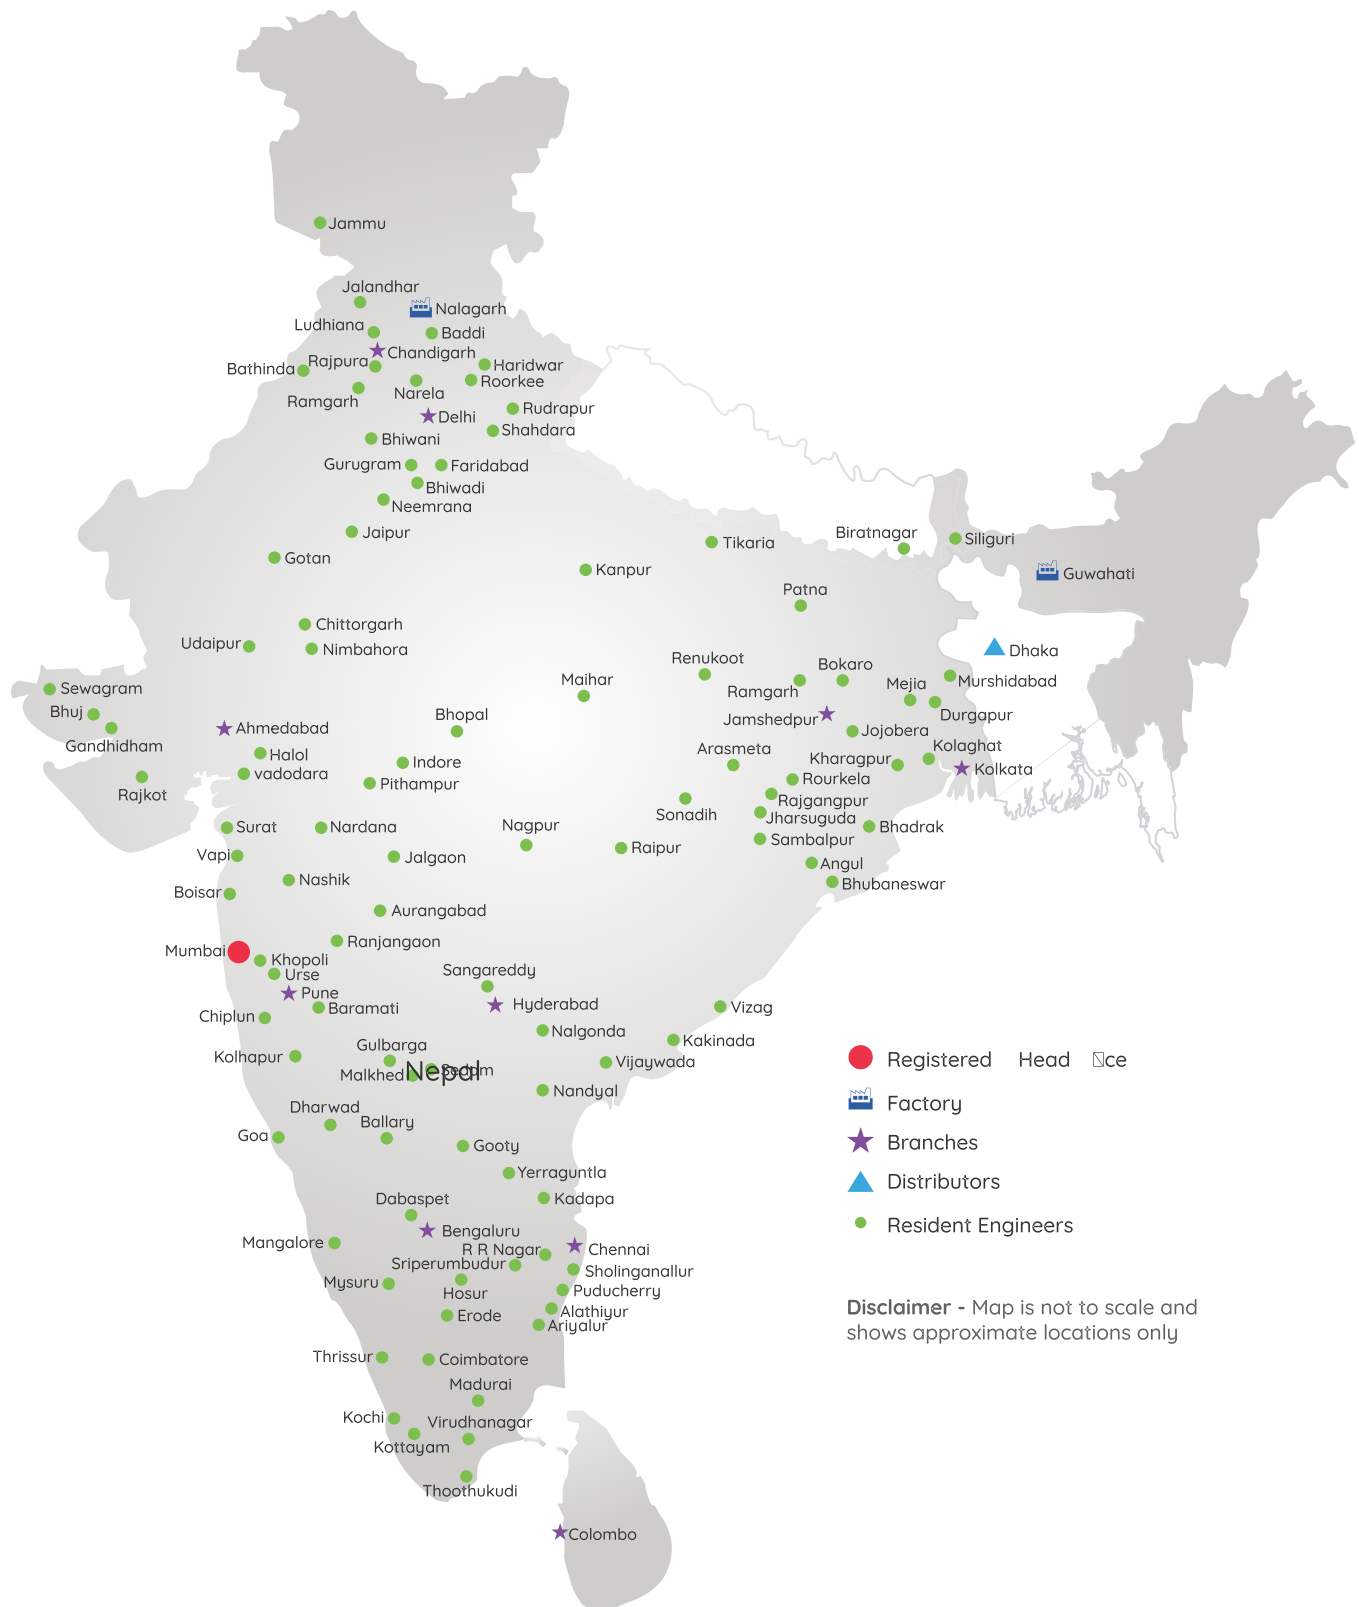 Jammu
Jalandhar
Nalagarh
Ludhiana
Baddi
Chandigarh
Rajpura
Bathinda
Haridwar
Roorkee
Narela
Ramgarh
Rudrapur
Delhi
Shahdara
Bhiwani
Gurugram
Faridabad
Bhiwadi
Neemrana
Jaipur
Biratnagar
Siliguri
Tikaria
Gotan
Kanpur
Guwahati
Patna
Chittorgarh
Udaipur
Nimbahora
Dhaka
Renukoot
Bokaro
Maihar
Murshidabad
Mejia
Sewagram
Ramgarh
Bhuj
Bhopal
Durgapur
Jamshedpur
Ahmedabad
Jojobera
Gandhidham
Arasmeta
Kolaghat
Halol
Kharagpur
Indore
Kolkata
vadodara
Rourkela
Pithampur
Rajkot
Rajgangpur
Sonadih
Jharsuguda
Surat
Nardana
Nagpur
Bhadrak
Sambalpur
Raipur
Vapi
Jalgaon
Angul
Nashik
Bhubaneswar
Boisar
Aurangabad
Ranjangaon
Mumbai
Khopoli
Sangareddy
Urse
Pune
Hyderabad
Baramati
Vizag
Chiplun
Nalgonda
Kakinada
Gulbarga
Kolhapur
Vijaywada
Sedam
Malkhed
Nepal
Nandyal
Dharwad
Ballary
Goa
Gooty
Yerraguntla
Dabaspet
Kadapa
Bengaluru
Mangalore
R R Nagar
Chennai
Sriperumbudur
Sholinganallur
Mysuru
Hosur
Puducherry
Alathiyur
Erode
Ariyalur
Thrissur
Coimbatore
Madurai
Kochi
Virudhanagar
Kottayam
Thoothukudi
Colombo
Registered Head ce
Factory
Branches
Distributors
Resident Engineers
Disclaimer - Map is not to scale and
shows approximate locations only